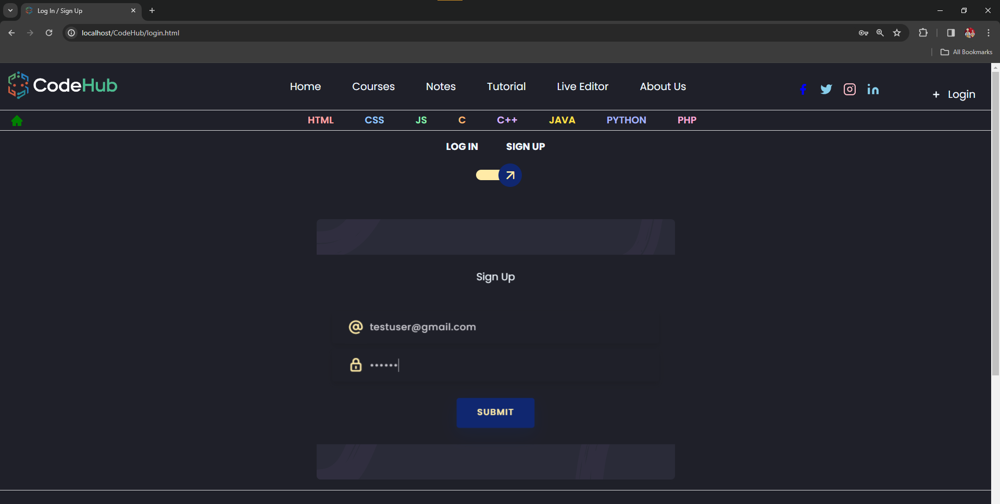 Log In / Sign Up
localhost/CodeHub/login.html
All Bookmarks
CodeHub
Home Courses Notes Tutorial Live Editor About Us
+ Login
HTML CSS JS C C++ JAVA PYTHON PHP
LOG IN SIGN UP
Sign Up
@ testuser@gmail.com
••••••
SUBMIT